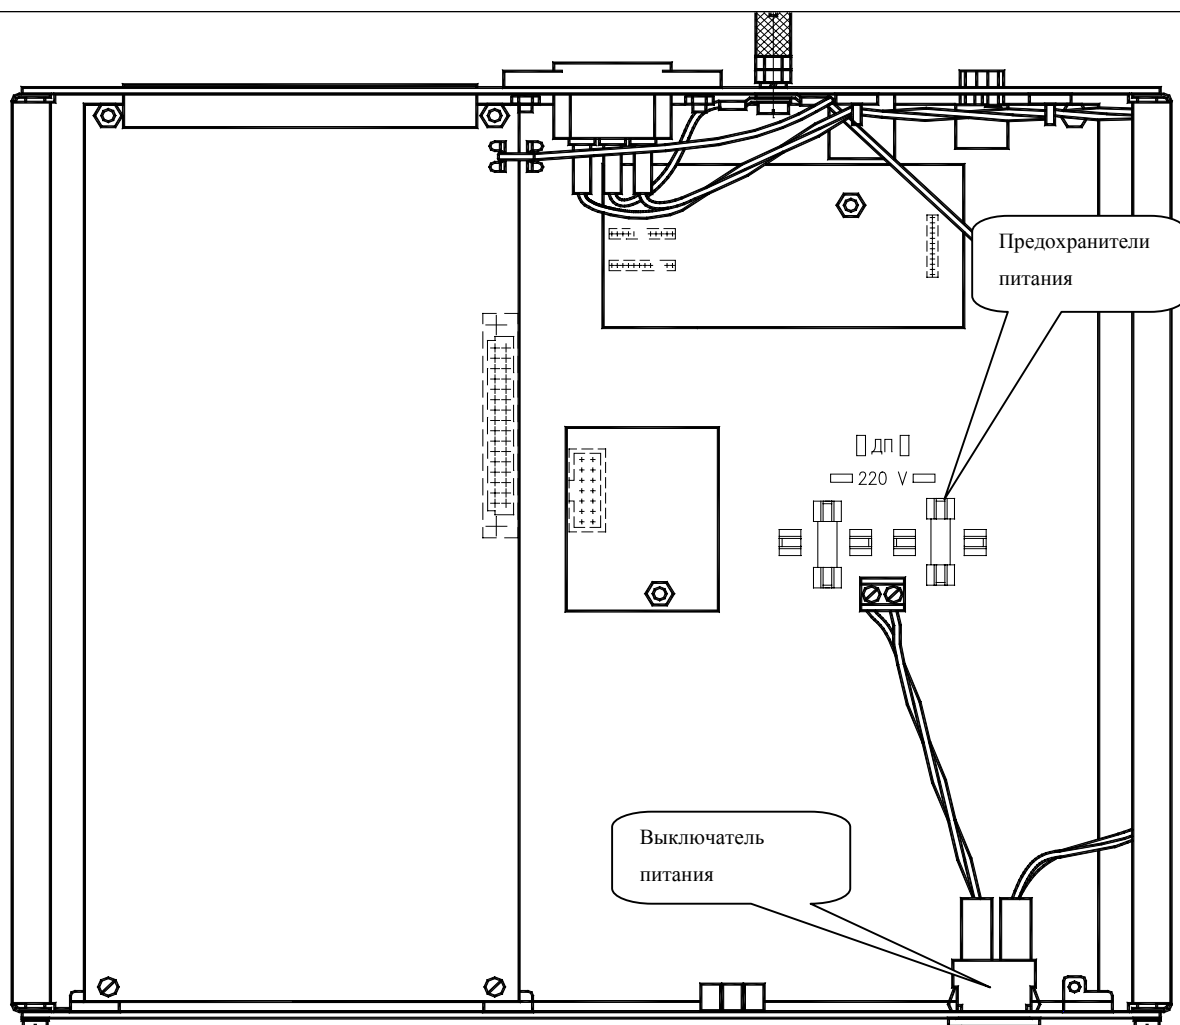 Предохранители
питания
ДП
220 V
Выключатель
питания